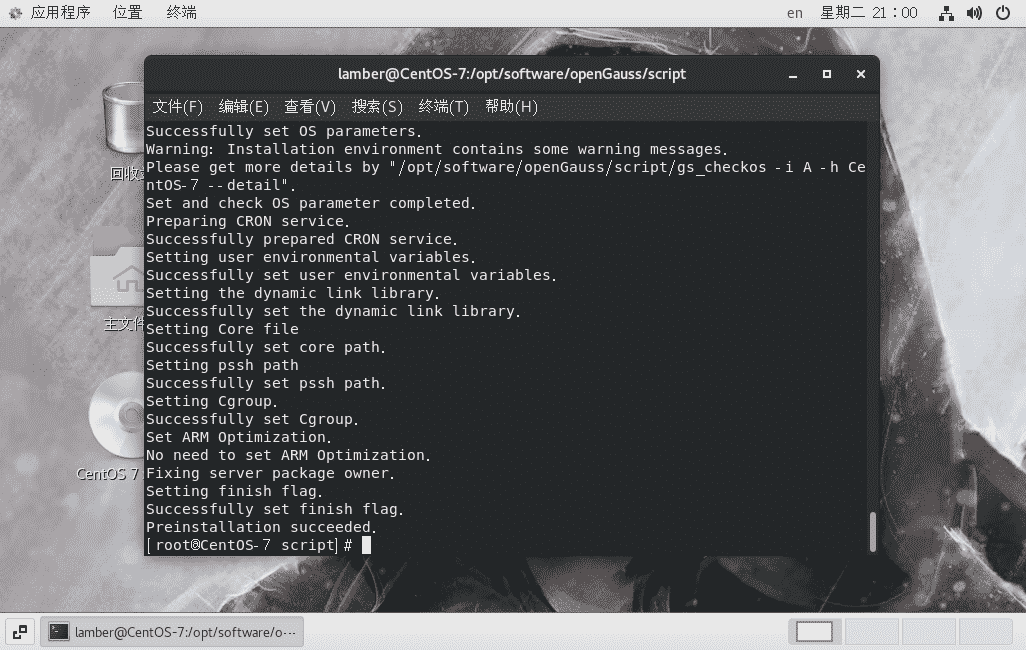 应用程序 位置 终端 en 星期二 21：00
lamber@CentOS-7:/opt/software/openGauss/script
文件(F) 编辑(E) 查看(V) 搜索(S) 终端(T) 帮助(H)
Successfully set OS parameters.
Warning: Installation environment contains some warning messages.
Please get more details by "/opt/software/openGauss/script/gs_checkos -i A -h Ce
ntOS-7 --detail".
Set and check OS parameter completed.
Preparing CRON service.
Successfully prepared CRON service.
Setting user environmental variables.
Successfully set user environmental variables.
Setting the dynamic link library.
Successfully set the dynamic link library.
Setting Core file
Successfully set core path.
Setting pssh path
Successfully set pssh path.
Setting Cgroup.
Successfully set Cgroup.
Set ARM Optimization.
No need to set ARM Optimization.
Fixing server package owner.
Setting finish flag.
Successfully set finish flag.
Preinstallation succeeded.
[root@CentOS-7 script]#
回收
主文件
CentOS 7
lamber@CentOS-7:/opt/software/o···